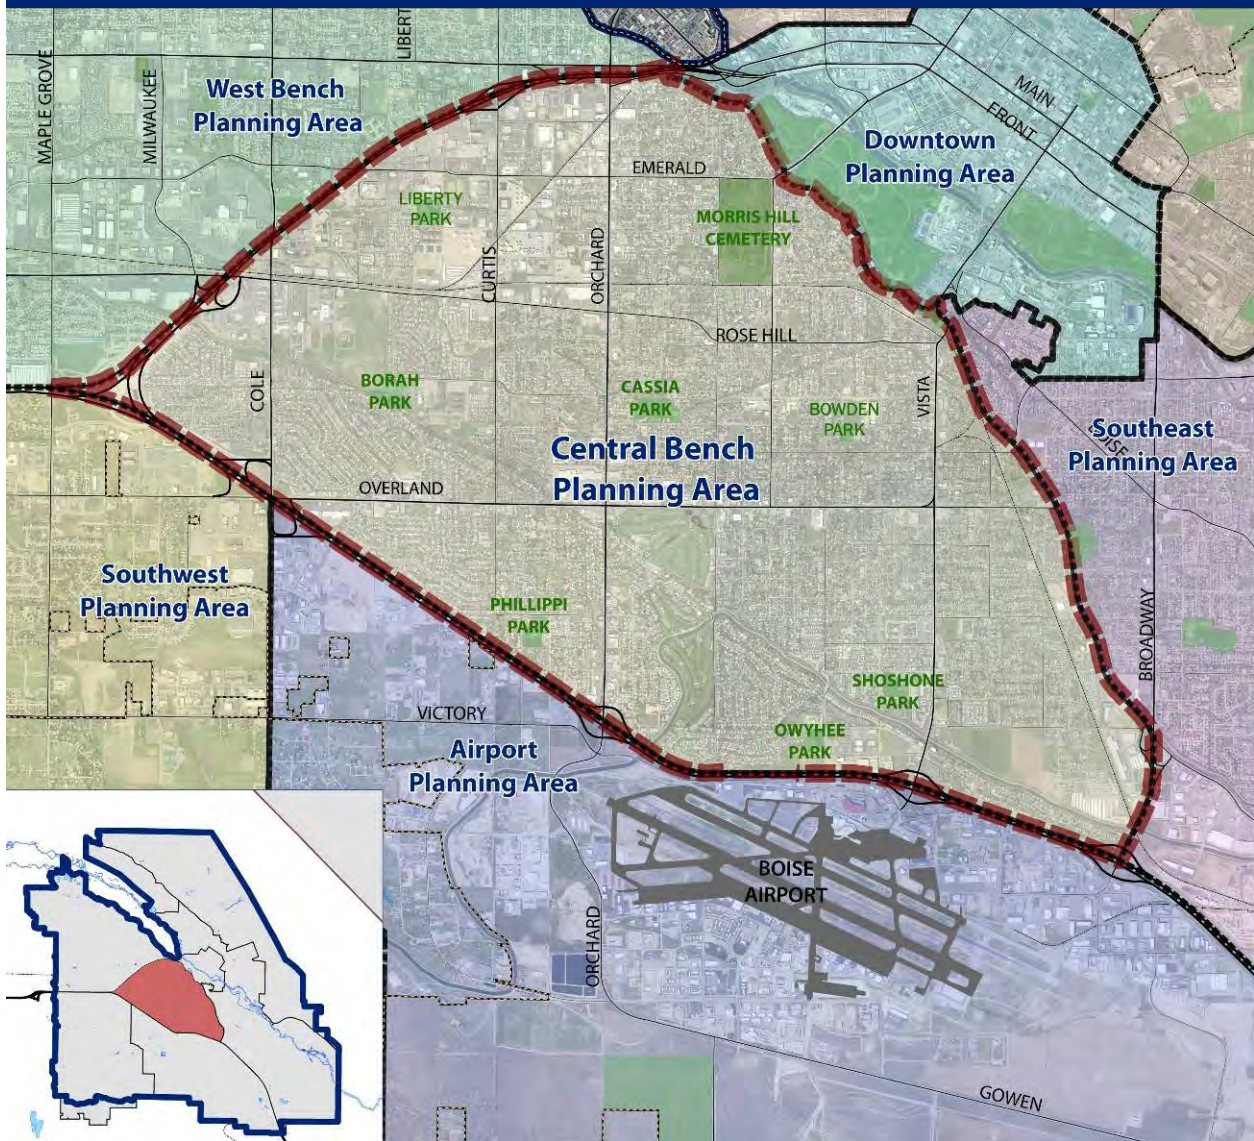 LIBERT
MAPLE GROVE
MILWAUKEE
West Bench
Planning Area
MAIN
FRONT
Downtown
Planning Area
EMERALD
LIBERTY
PARK
MORRIS HILL
CEMETERY
CURTIS
ORCHARD
ROSE HILL
COLE
BORAH
PARK
CASSIA
PARK
BOWDEN
PARK
VISTA
Central Bench
Planning Area
BOISE
Southeast
Planning Area
OVERLAND
Southwest
Planning Area
PHILLIPPI
PARK
BROADWAY
SHOSHONE
PARK
VICTORY
OWYHEE
PARK
Airport
Planning Area
BOISE
AIRPORT
ORCHARD
GOWEN